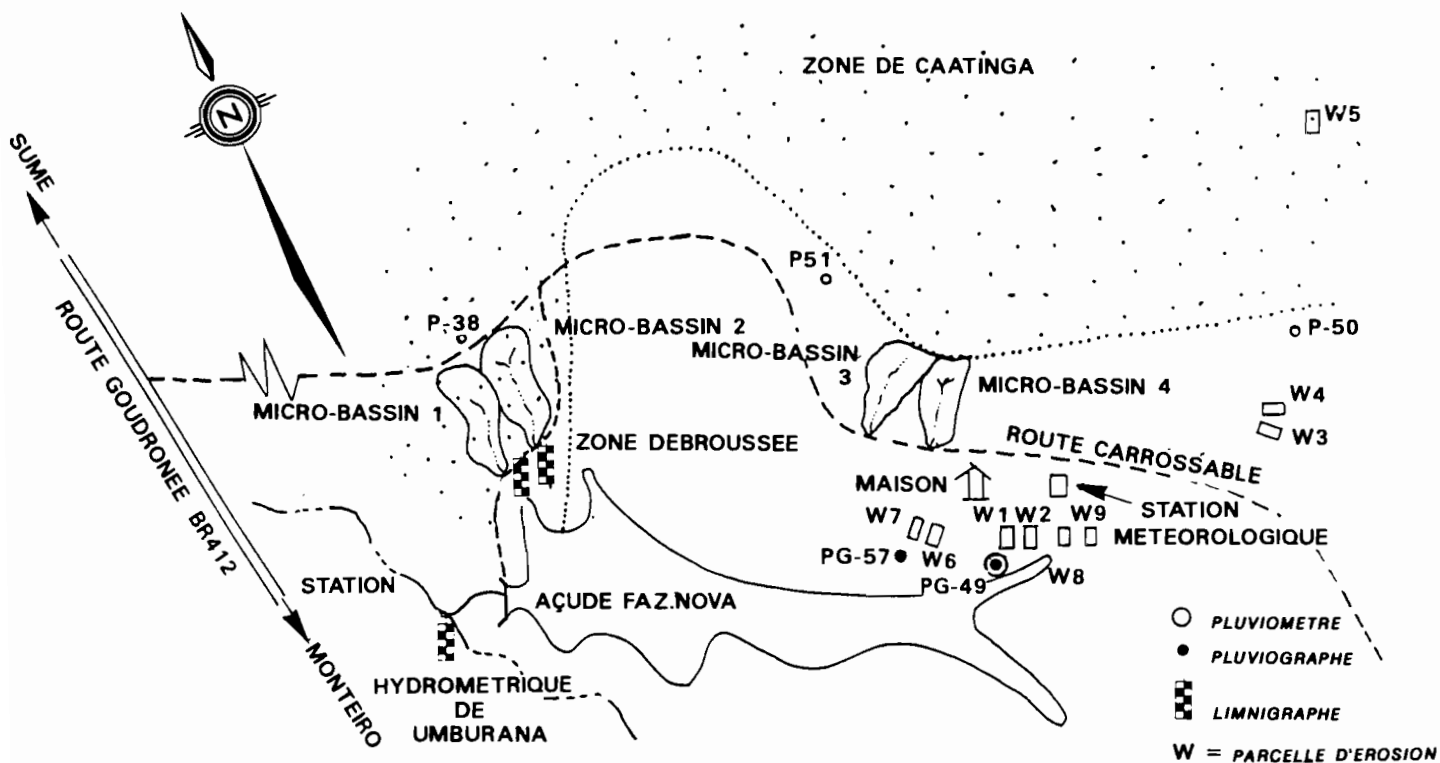 ZONE DE CAATINGA
W5
Z
SUME
ROUTE GOUDRONEE BR412
MONTEIRO
P51
P-38
MICRO-BASSIN 2
MICRO-BASSIN
3
P-50
MICRO-BASSIN 1
MICRO-BASSIN 4
W4
W3
ZONE DEBROUSSEE
ROUTE CARROSSABLE
MAISON
STATION
METEOROLOGIQUE
W7
W6
W1
W2
W9
W8
PG-57
PG-49
STATION
HYDROMETRIQUE
DE
UMBURANA
AÇUDE FAZ.NOVA
PLUVIOMETRE
PLUVIOGRAPHE
LIMNIGRAPHE
W = PARCELLE D'EROSION